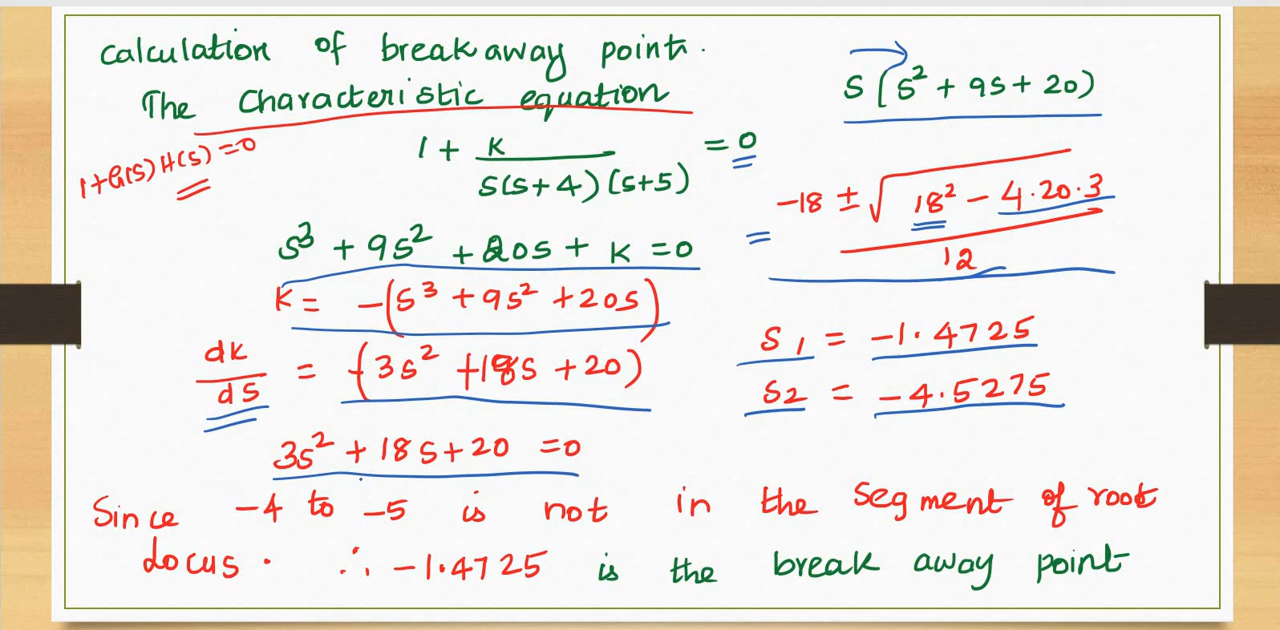 calculation of break away point.
The Characteristic equation
1+G(s) H(s) = 0
1 + K / S(S+4)(S+5) = 0
S³ + 9S² + 20S + K = 0
K = -(S³ + 9S² + 20S)
dK/dS = -(3S² + 18S + 20)
3S² + 18S + 20 = 0
S(S² + 9S + 20)
= -18 ± √18² - 4·20·3 / 12
S1 = -1.4725
S2 = -4.5275
Since -4 to -5 is not in the segment of root
Locus. ∴ -1.4725 is the break away point